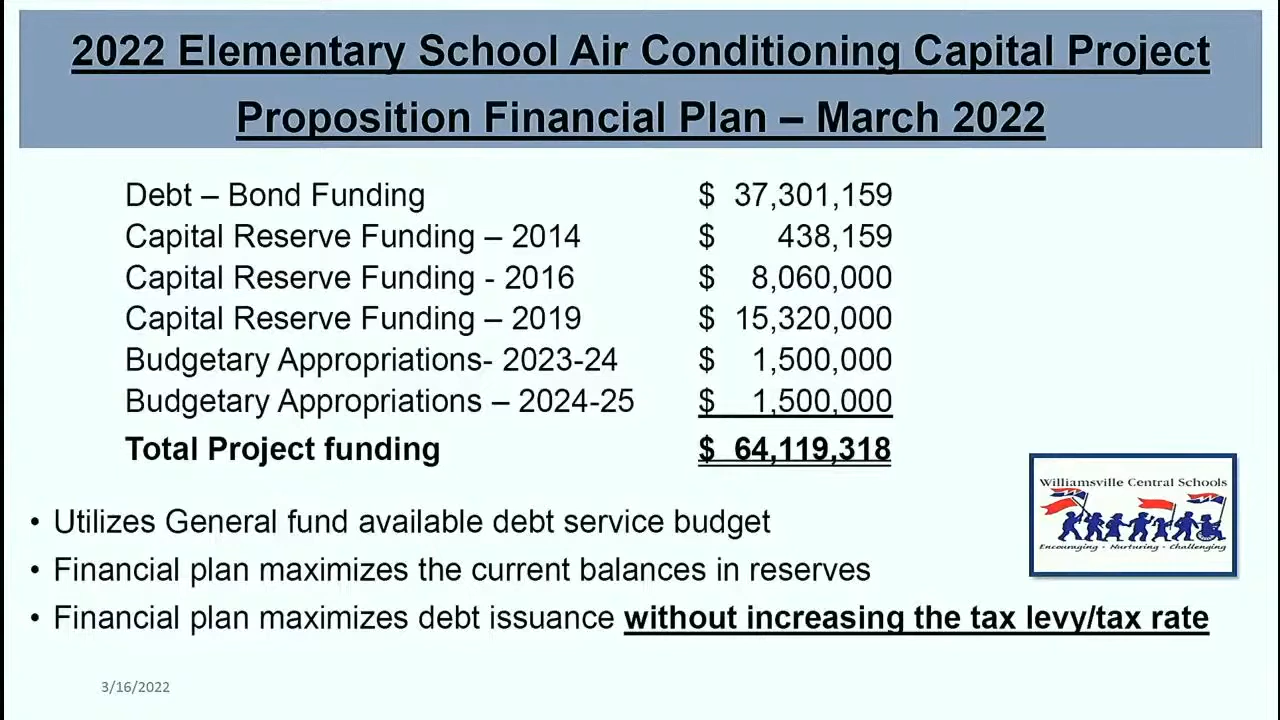 2022 Elementary School Air Conditioning Capital Project
Proposition Financial Plan – March 2022
Debt – Bond Funding $ 37,301,159
Capital Reserve Funding – 2014 $ 438,159
Capital Reserve Funding - 2016 $ 8,060,000
Capital Reserve Funding – 2019 $ 15,320,000
Budgetary Appropriations- 2023-24 $ 1,500,000
Budgetary Appropriations – 2024-25 $ 1,500,000
Total Project funding $ 64,119,318
• Utilizes General fund available debt service budget
• Financial plan maximizes the current balances in reserves
• Financial plan maximizes debt issuance without increasing the tax levy/tax rate
Williamsville Central Schools
Encouraging - Nurturing - Challenging
3/16/2022